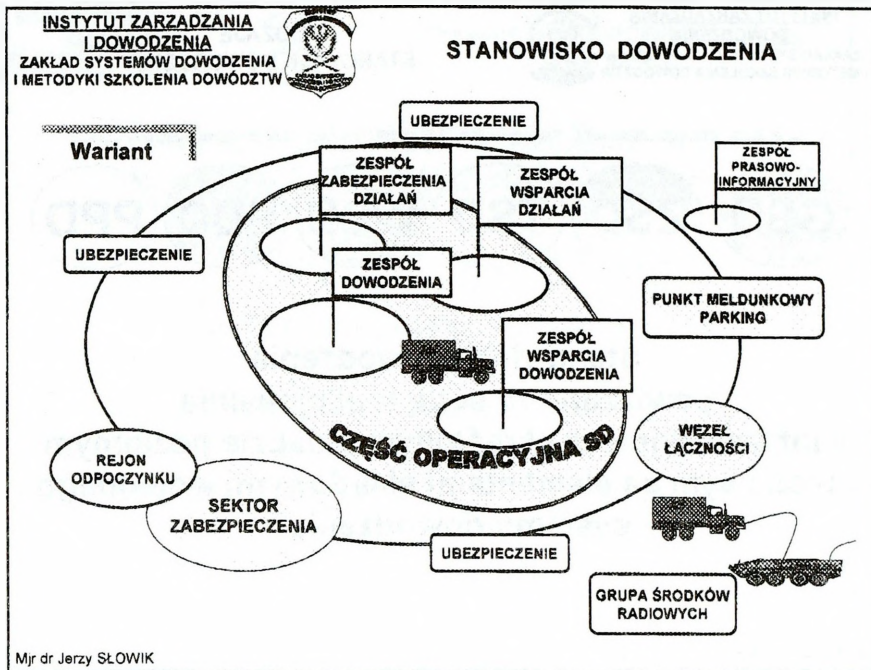 INSTYTUT ZARZĄDZANIA
I DOWODZENIA
ZAKŁAD SYSTEMÓW DOWODZENIA
I METODYKI SZKOLENIA DOWÓDZTW
STANOWISKO DOWODZENIA
Wariant
UBEZPIECZENIE
ZESPÓŁ
ZABEZPIECZENIA
DZIAŁAŃ
ZESPÓŁ
WSPARCIA
DZIAŁAŃ
ZESPÓŁ
PRASOWO-
INFORMACYJNY
UBEZPIECZENIE
ZESPÓŁ
DOWODZENIA
PUNKT MELDUNKOWY
PARKING
ZESPÓŁ
WSPARCIA
DOWODZENIA
CZĘŚĆ OPERACYJNA SD
WĘZEŁ
ŁĄCZNOŚCI
REJON
ODPOCZYNKU
SEKTOR
ZABEZPIECZENIA
UBEZPIECZENIE
GRUPA ŚRODKÓW
RADIOWYCH
Mjr dr Jerzy SŁOWIK